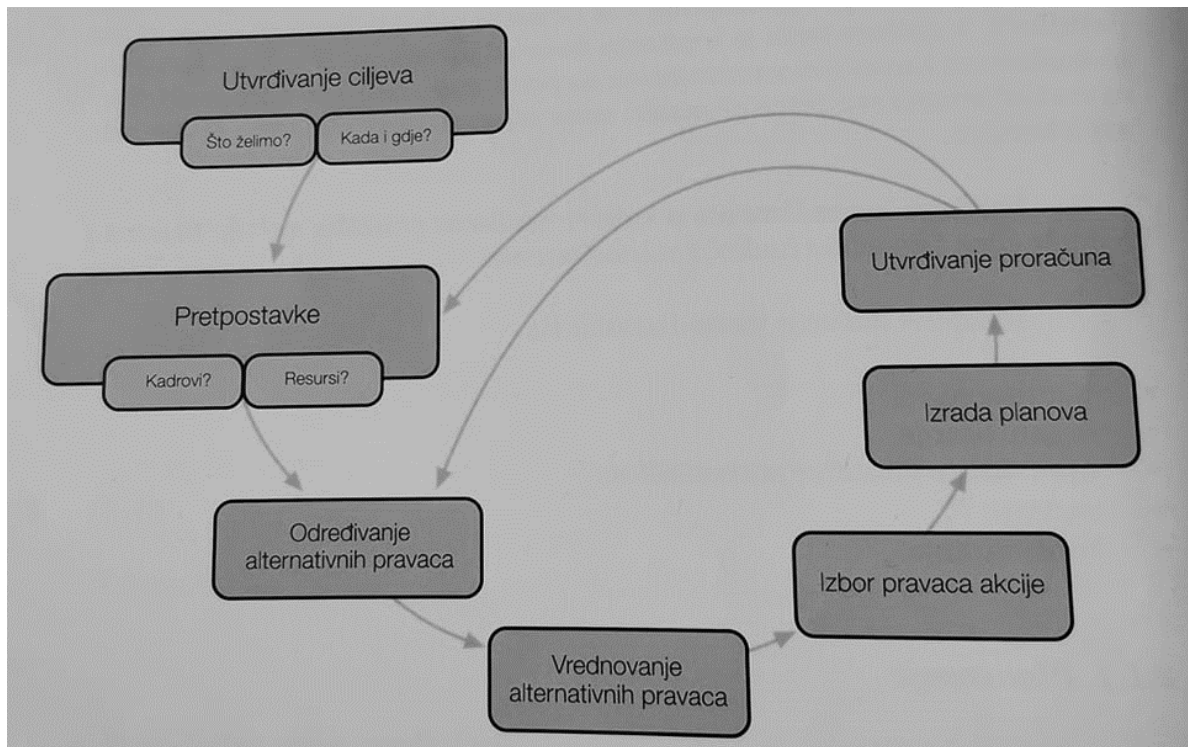 Utvrđivanje ciljeva
Što želimo?
Kada i gdje?
Pretpostavke
Kadrovi?
Resursi?
Određivanje
alternativnih pravaca
Vrednovanje
alternativnih pravaca
Izbor pravaca akcije
Izrada planova
Utvrđivanje proračuna